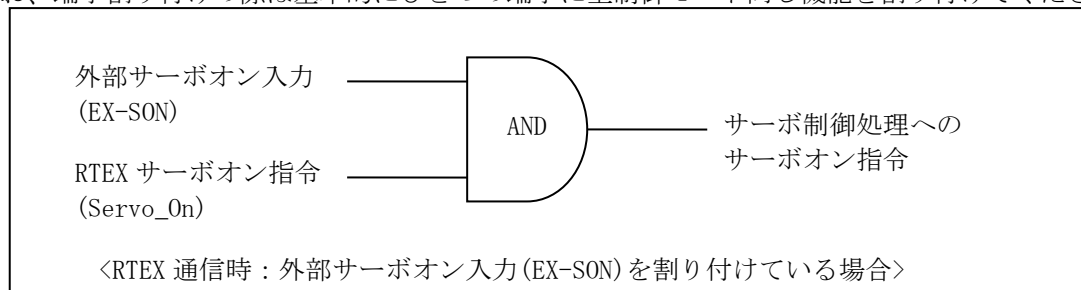 外部サーボオン入力
(EX-SON)
AND
サーボ制御処理への
サーボオン指令
RTEX サーボオン指令
(Servo_On)
<RTEX 通信時：外部サーボオン入力(EX-SON)を割り付けている場合>